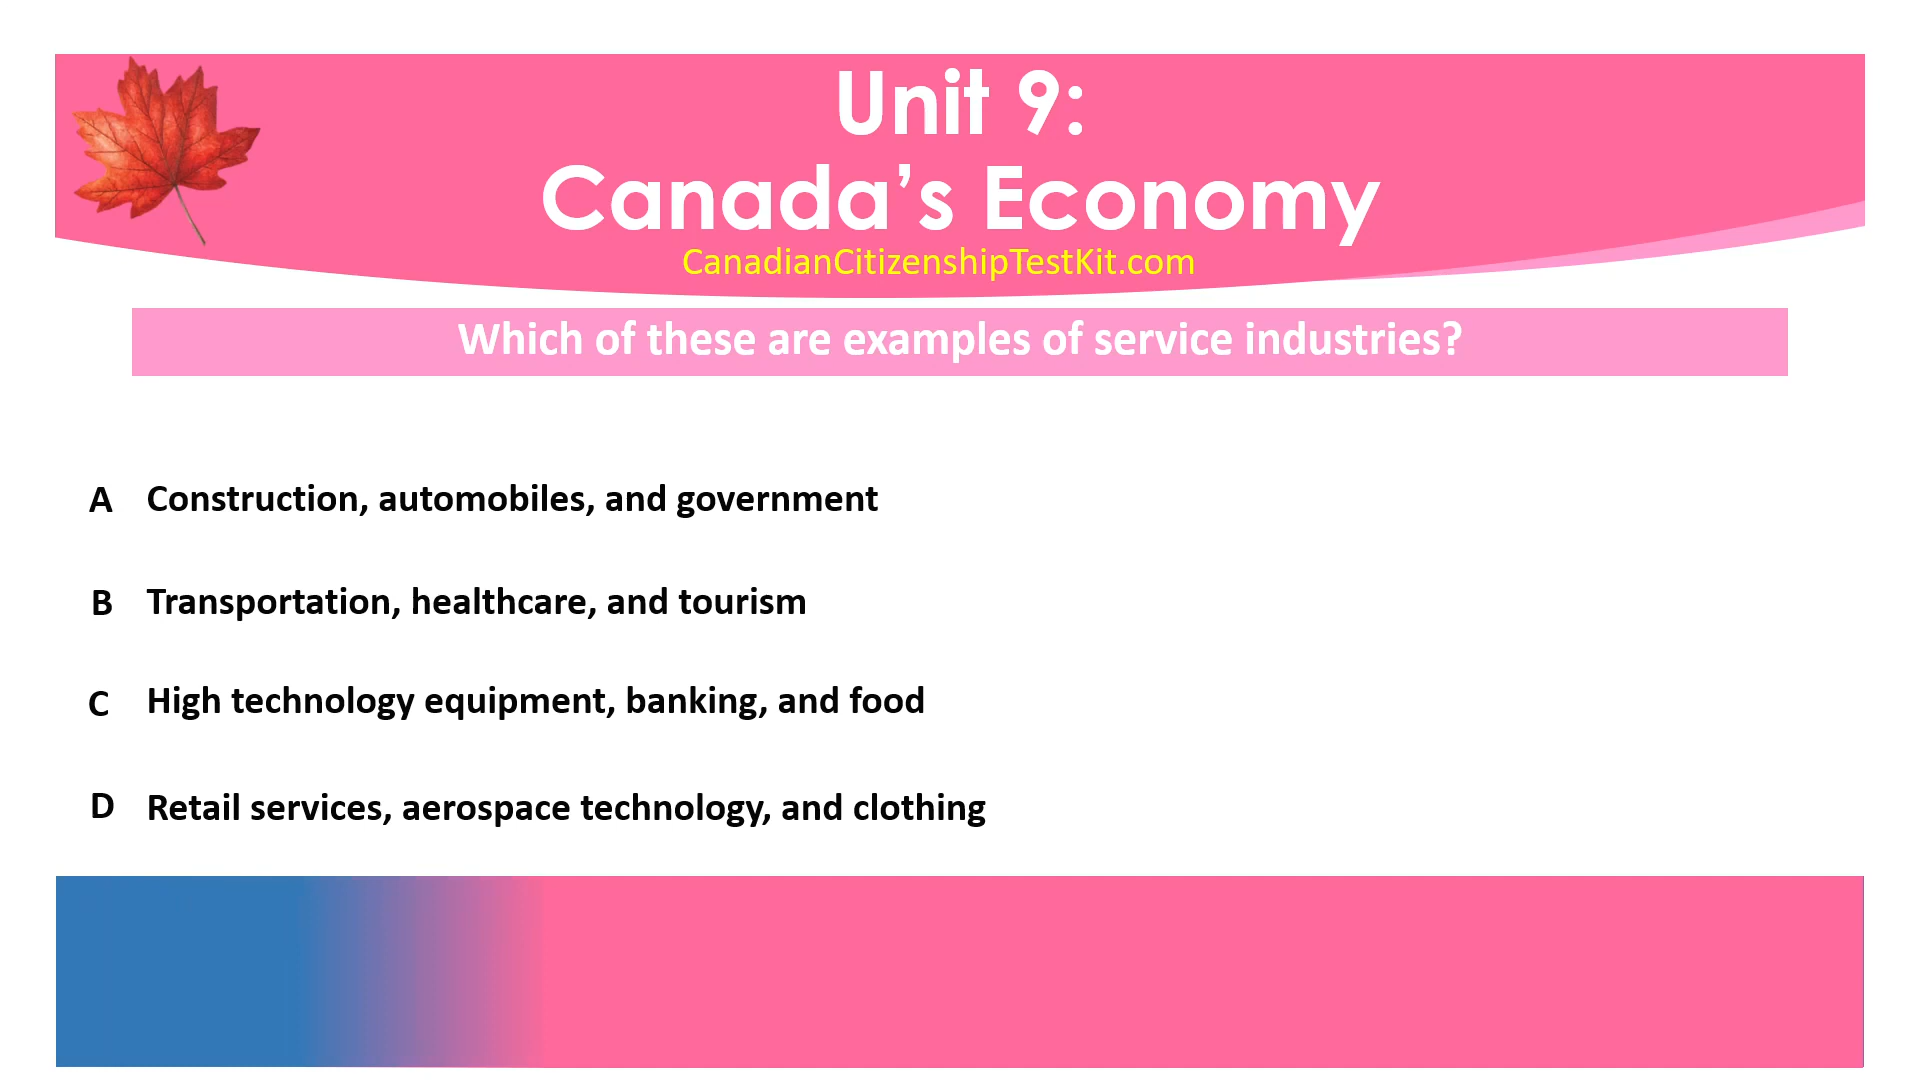 Unit 9:
Canada’s Economy
CanadianCitizenshipTestKit.com
Which of these are examples of service industries?
A Construction, automobiles, and government
B Transportation, healthcare, and tourism
C High technology equipment, banking, and food
D Retail services, aerospace technology, and clothing